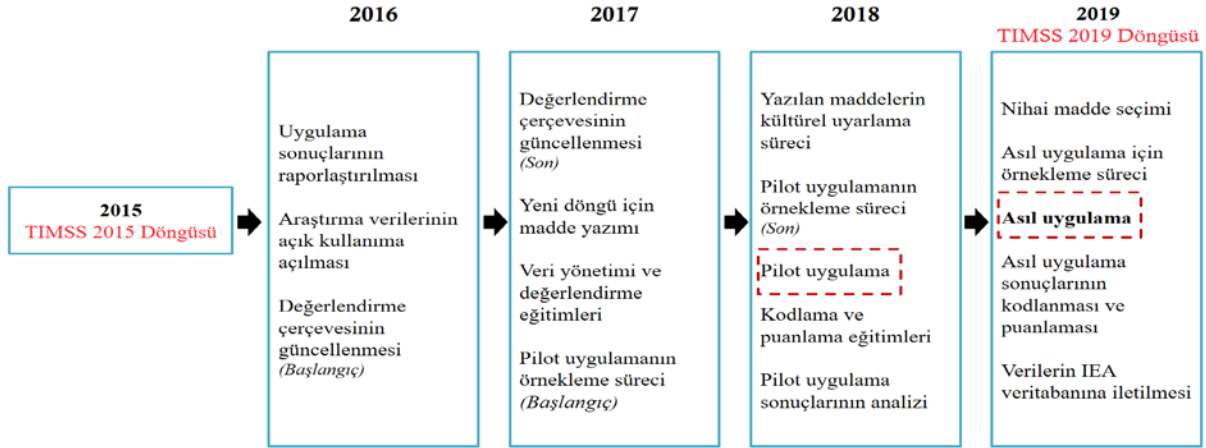 2015
TIMSS 2015 Döngüsü
2016
Uygulama
sonuçlarının
raporlaştırılması
Araştırma verilerinin
açık kullanıma
açılması
Değerlendirme
çerçevesinin
güncellenmesi
(Başlangıç)
2017
Değerlendirme
çerçevesinin
güncellenmesi
(Son)
Yeni döngü için
madde yazımı
Veri yönetimi ve
değerlendirme
eğitimleri
Pilot uygulamanın
örnekleme süreci
(Başlangıç)
2018
Yazılan maddelerin
kültürel uyarlama
süreci
Pilot uygulamanın
örnekleme süreci
(Son)
Pilot uygulama
Kodlama ve
puanlama eğitimleri
Pilot uygulama
sonuçlarının analizi
2019
TIMSS 2019 Döngüsü
Nihai madde seçimi
Asıl uygulama için
örnekleme süreci
Asıl uygulama
Asıl uygulama
sonuçlarının
kodlanması ve
puanlaması
Verilerin IEA
veritabanına iletilmesi